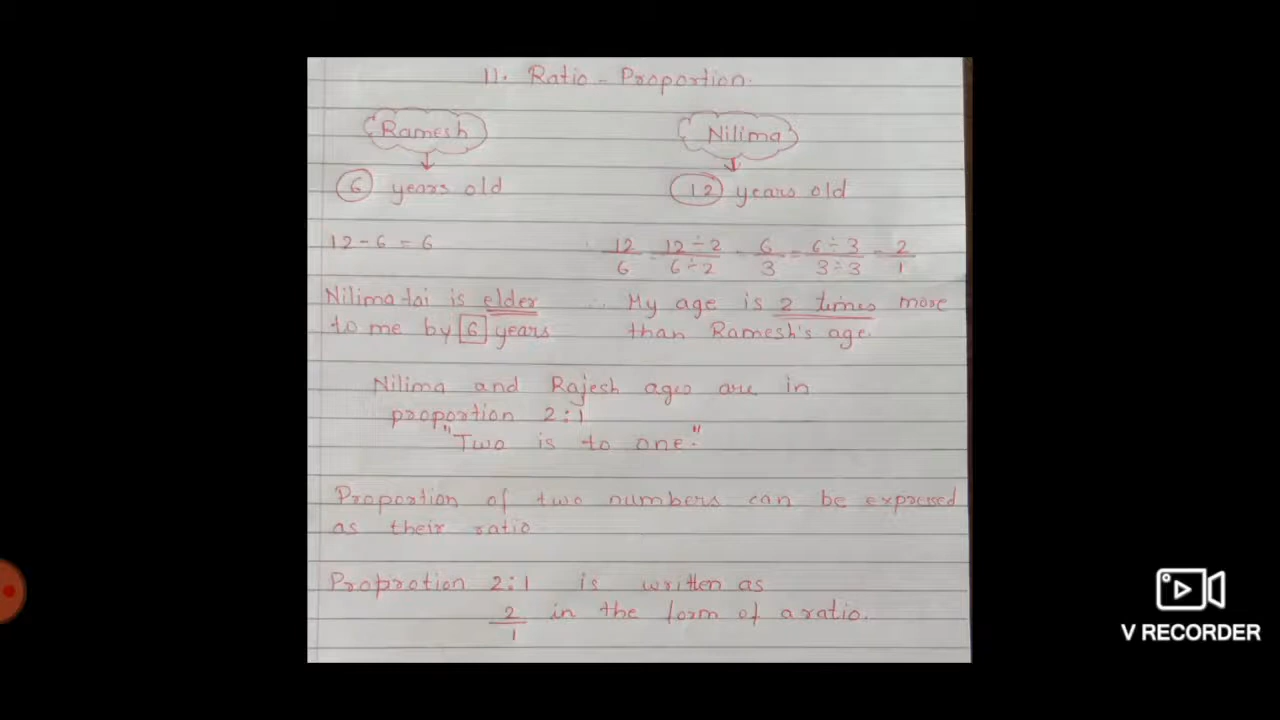 11. Ratio - Proportion.
Ramesh
Nilima
6 years old
12 years old
12 - 6 = 6
12/6 = 12 ÷ 2/6 ÷ 2 = 6/3 = 6 ÷ 3/3 ÷ 3 = 2/1
Nilima tai is elder
to me by 6 years
∴ My age is 2 times more
than Ramesh's age.
Nilima and Rajesh ages are in
proportion 2:1
"Two is to one."
Proportion of two numbers can be expressed
as their ratio
Proprotion 2:1 is written as
2/1 in the form of a ratio.
V RECORDER